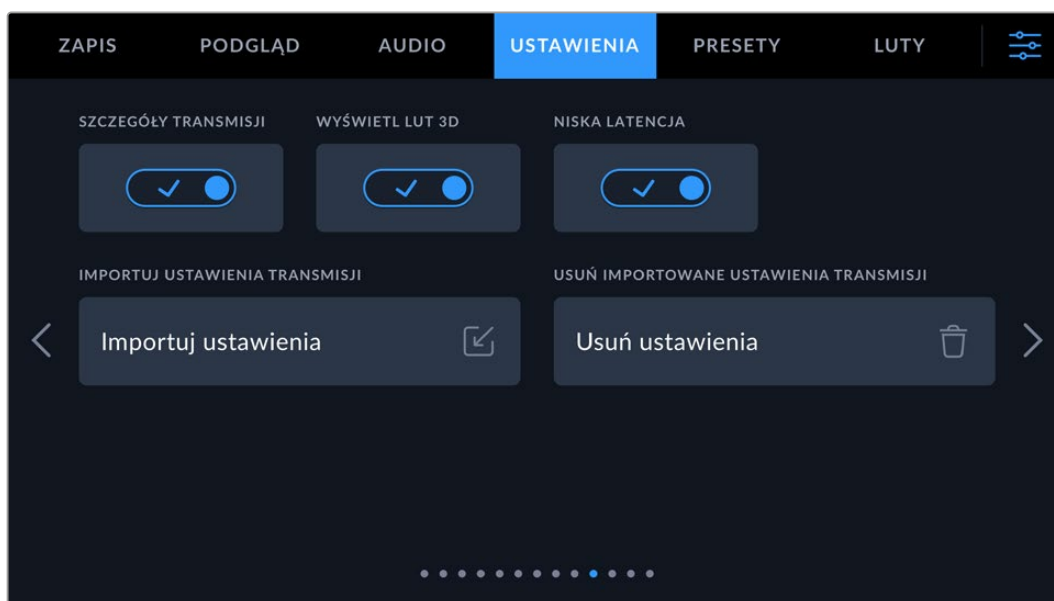 ZAPIS PODGLĄD AUDIO USTAWIENIA PRESETY LUTY
SZCZEGÓŁY TRANSMISJI WYŚWIETL LUT 3D NISKA LATENCJA
IMPORTUJ USTAWIENIA TRANSMISJI USUŃ IMPORTOWANE USTAWIENIA TRANSMISJI
Importuj ustawienia Usuń ustawienia